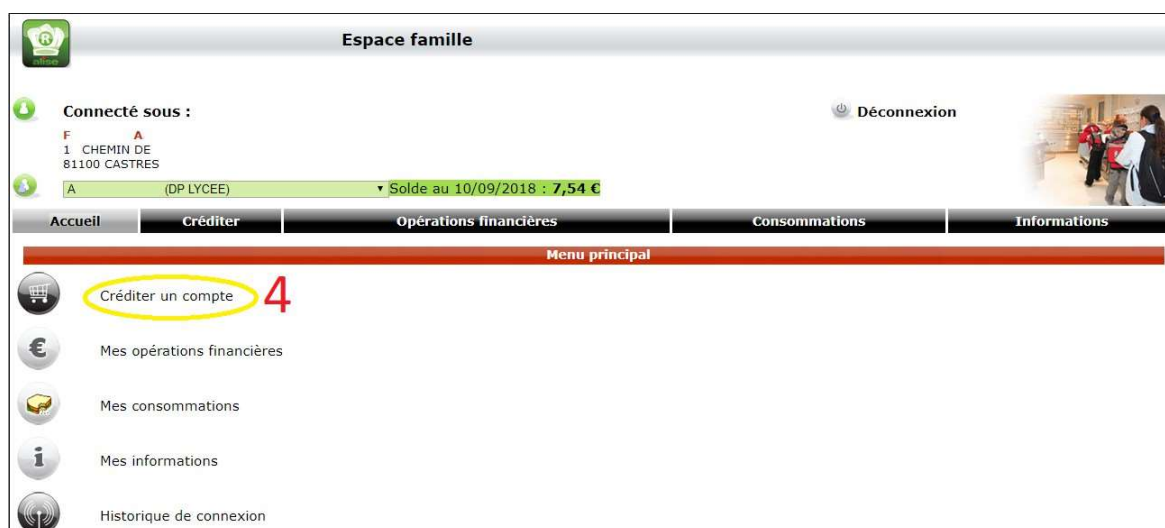 R
alise
Espace famille
Connecté sous :
Déconnexion
F A
1 CHEMIN DE
81100 CASTRES
A (DP LYCEE) Solde au 10/09/2018 : 7,54 €
Accueil Créditer Opérations financières Consommations Informations
Menu principal
Créditer un compte 4
€ Mes opérations financières
Mes consommations
i Mes informations
Historique de connexion